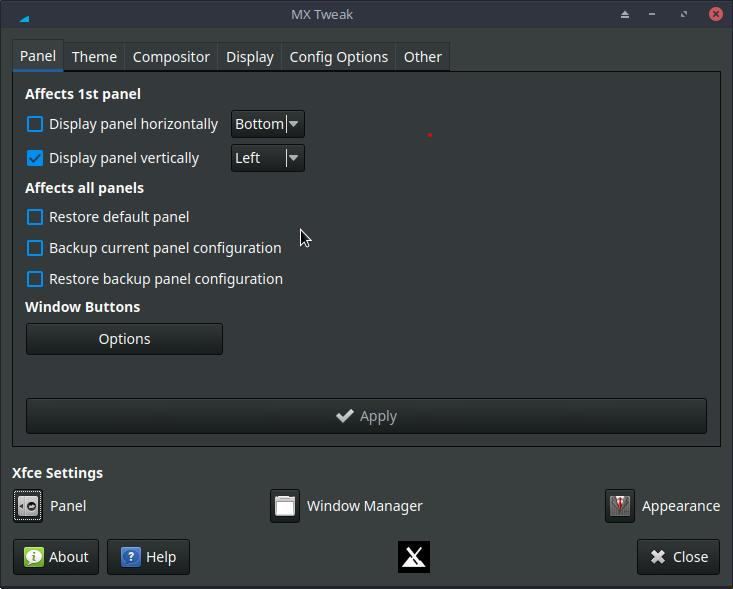 MX Tweak
Panel Theme Compositor Display Config Options Other
Affects 1st panel
Display panel horizontally Bottom
Display panel vertically Left
Affects all panels
Restore default panel
Backup current panel configuration
Restore backup panel configuration
Window Buttons
Options
Apply
Xfce Settings
Panel Window Manager Appearance
About Help Close